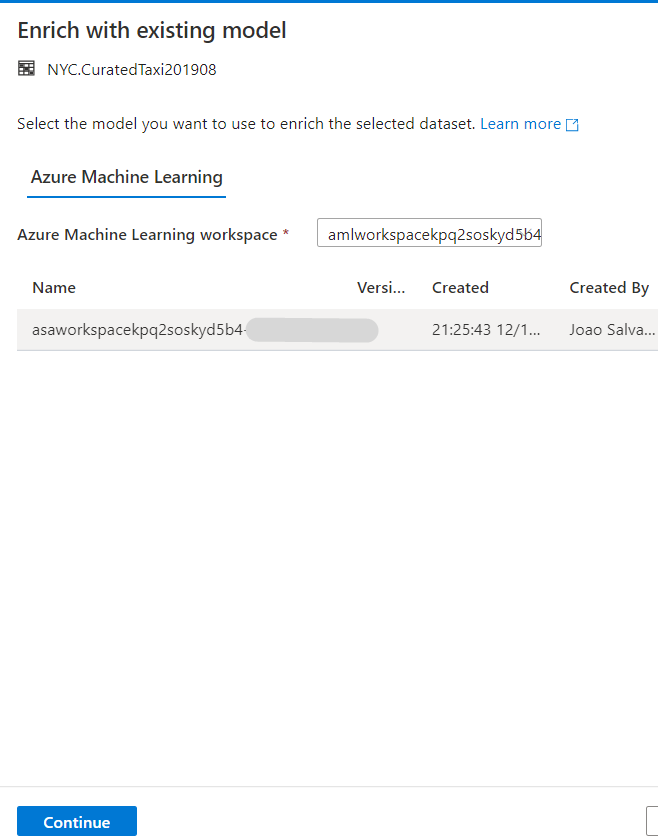 Enrich with existing model
NYC.CuratedTaxi201908
Select the model you want to use to enrich the selected dataset. Learn more
Azure Machine Learning
Azure Machine Learning workspace * amlworkspacekpq2soskyd5b4
Name Versi... Created Created By
asaworkspacekpq2soskyd5b4- 21:25:43 12/1... Joao Salva...
Continue